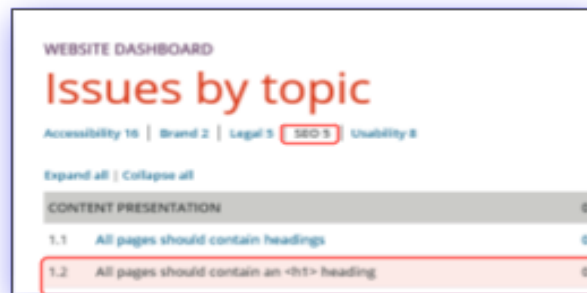 WEBSITE DASHBOARD
Issues by topic
Accessibility 16 | Brand 2 | Legal 5 | SEO 5 | Usability 8
Expand all | Collapse all
CONTENT PRESENTATION
1.1 All pages should contain headings
1.2 All pages should contain an <h1> heading